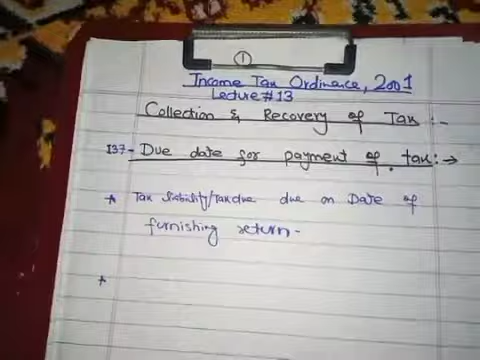 1
Income Tax Ordinance, 2001
Lecture #13
Collection & Recovery of Tax :-
137- Due date for payment of tax:→
* Tax liability/Tax due due on Date of
furnishing return-
*